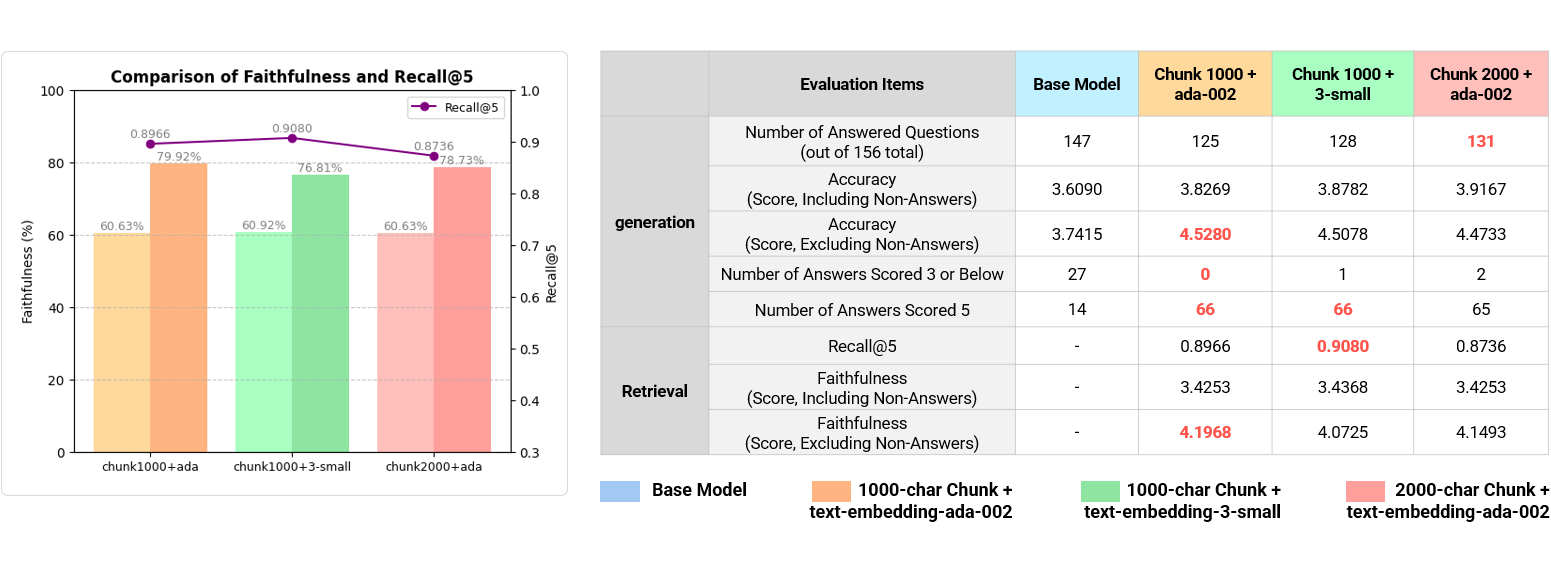 Comparison of Faithfulness and Recall@5
100
80
60
40
20
0
Faithfulness (%)
1.0
0.9
0.8
0.7
0.6
0.5
0.4
0.3
Recall@5
Recall@5
0.8966
0.9080
0.8736
79.92%
76.81%
78.73%
60.63%
60.92%
60.63%
chunk1000+ada
chunk1000+3-small
chunk2000+ada
Evaluation Items
Base Model
Chunk 1000 +
ada-002
Chunk 1000 +
3-small
Chunk 2000 +
ada-002
generation
Number of Answered Questions
(out of 156 total)
147
125
128
131
Accuracy
(Score, Including Non-Answers)
3.6090
3.8269
3.8782
3.9167
Accuracy
(Score, Excluding Non-Answers)
3.7415
4.5280
4.5078
4.4733
Number of Answers Scored 3 or Below
27
0
1
2
Number of Answers Scored 5
14
66
66
65
Retrieval
Recall@5
-
0.8966
0.9080
0.8736
Faithfulness
(Score, Including Non-Answers)
-
3.4253
3.4368
3.4253
Faithfulness
(Score, Excluding Non-Answers)
-
4.1968
4.0725
4.1493
Base Model
1000-char Chunk +
text-embedding-ada-002
1000-char Chunk +
text-embedding-3-small
2000-char Chunk +
text-embedding-ada-002